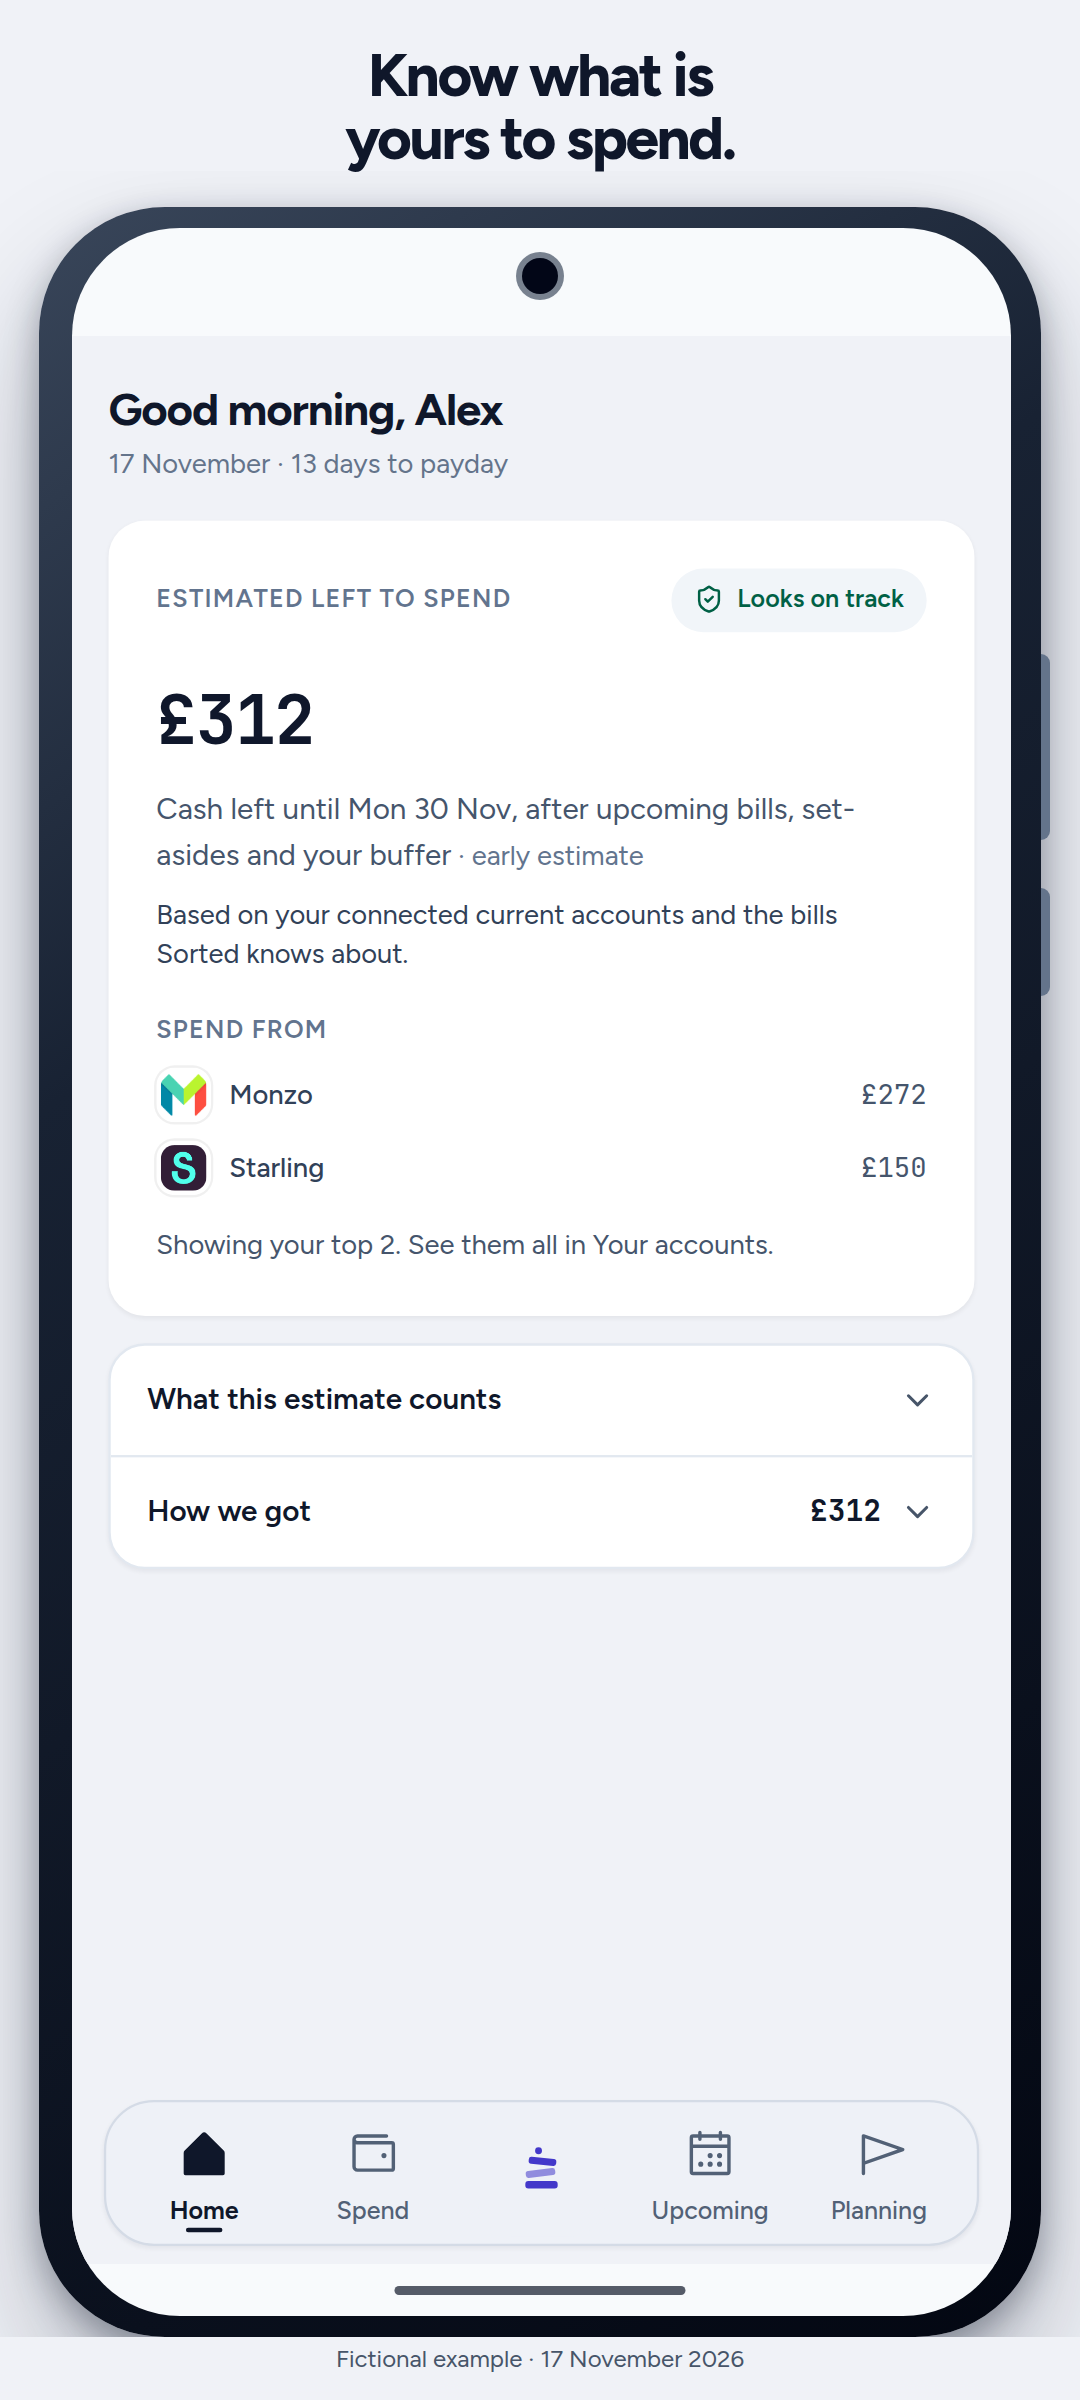 Know what is
yours to spend.
Good morning, Alex
17 November · 13 days to payday
ESTIMATED LEFT TO SPEND
Looks on track
£312
Cash left until Mon 30 Nov, after upcoming bills, set-
asides and your buffer · early estimate
Based on your connected current accounts and the bills
Sorted knows about.
SPEND FROM
Monzo £272
Starling £150
Showing your top 2. See them all in Your accounts.
What this estimate counts
How we got £312
Home Spend Upcoming Planning
Fictional example · 17 November 2026